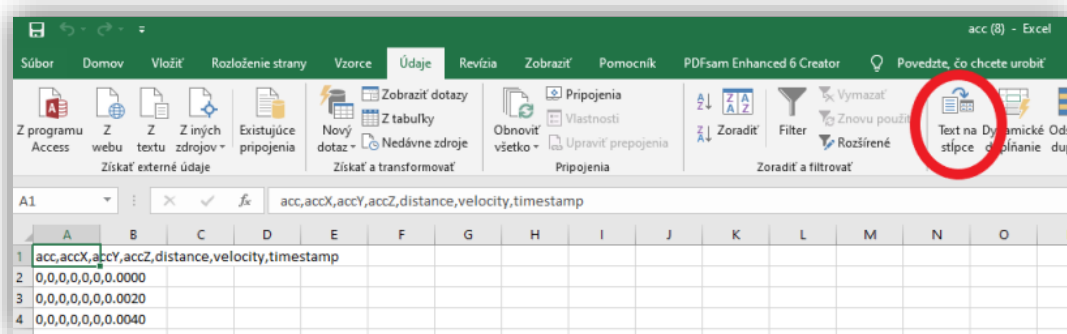 acc (8) - Excel
Súbor Domov Vložiť Rozloženie strany Vzorce Údaje Revízia Zobraziť Pomocník PDFsam Enhanced 6 Creator Povedzte, čo chcete urobiť
Z programu Access
Z webu
Z textu
Z iných zdrojov
Existujúce pripojenia
Získať externé údaje
Nový dotaz
Zobraziť dotazy
Z tabuľky
Nedávne zdroje
Získať a transformovať
Obnoviť všetko
Pripojenia
Vlastnosti
Upraviť prepojenia
Pripojenia
Zoradiť
Filter
Vymazať
Znovu použiť
Rozšírené
Zoradiť a filtrovať
Text na stĺpce
Dynamické dopĺňanie
A1 fx acc,accX,accY,accZ,distance,velocity,timestamp
A B C D E F G H I J K L M N O
1 acc,accX,accY,accZ,distance,velocity,timestamp
2 0,0,0,0,0,0,0.0000
3 0,0,0,0,0,0,0.0020
4 0,0,0,0,0,0,0.0040